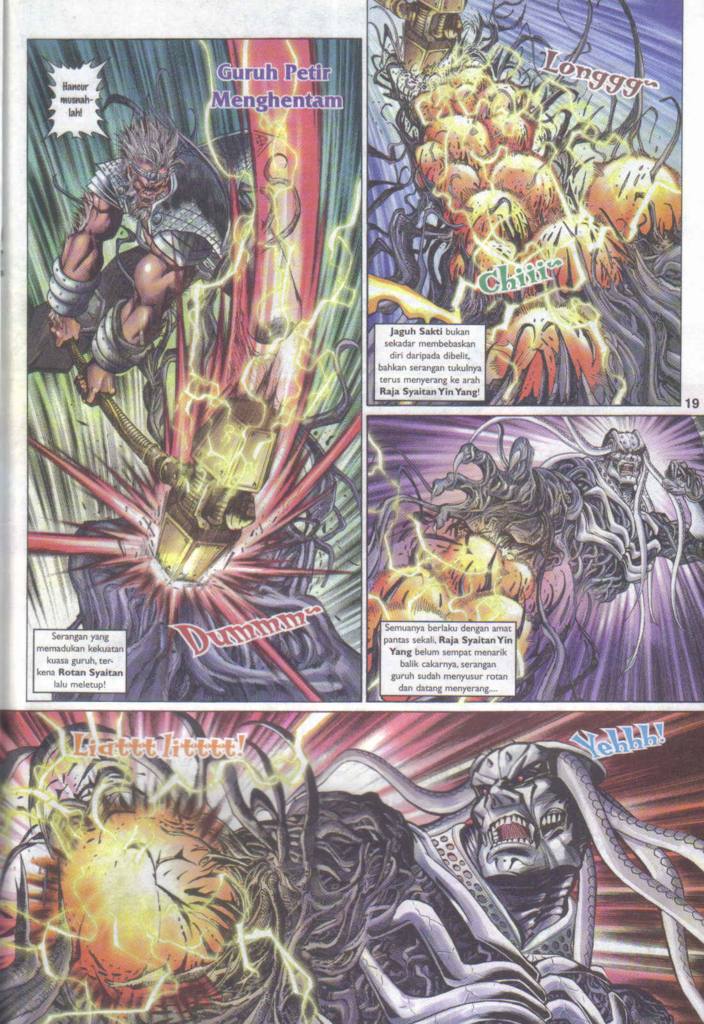 Hancur
musnah-
lah!
Guruh Petir
Menghentam
Dummm~
Serangan yang
memadukan kekuatan
kuasa guruh, ter-
kena Rotan Syaitan
lalu meletup!
Longgg~
Chiii~
Jaguh Sakti bukan
sekadar membebaskan
diri daripada dibelit,
bahkan serangan tukulnya
terus menyerang ke arah
Raja Syaitan Yin Yang!
19
Semuanya berlaku dengan amat
pantas sekali, Raja Syaitan Yin
Yang belum sempat menarik
balik cakarnya, serangan
guruh sudah menyusur rotan
dan datang menyerang....
Liattt littttt!
Yehhh!